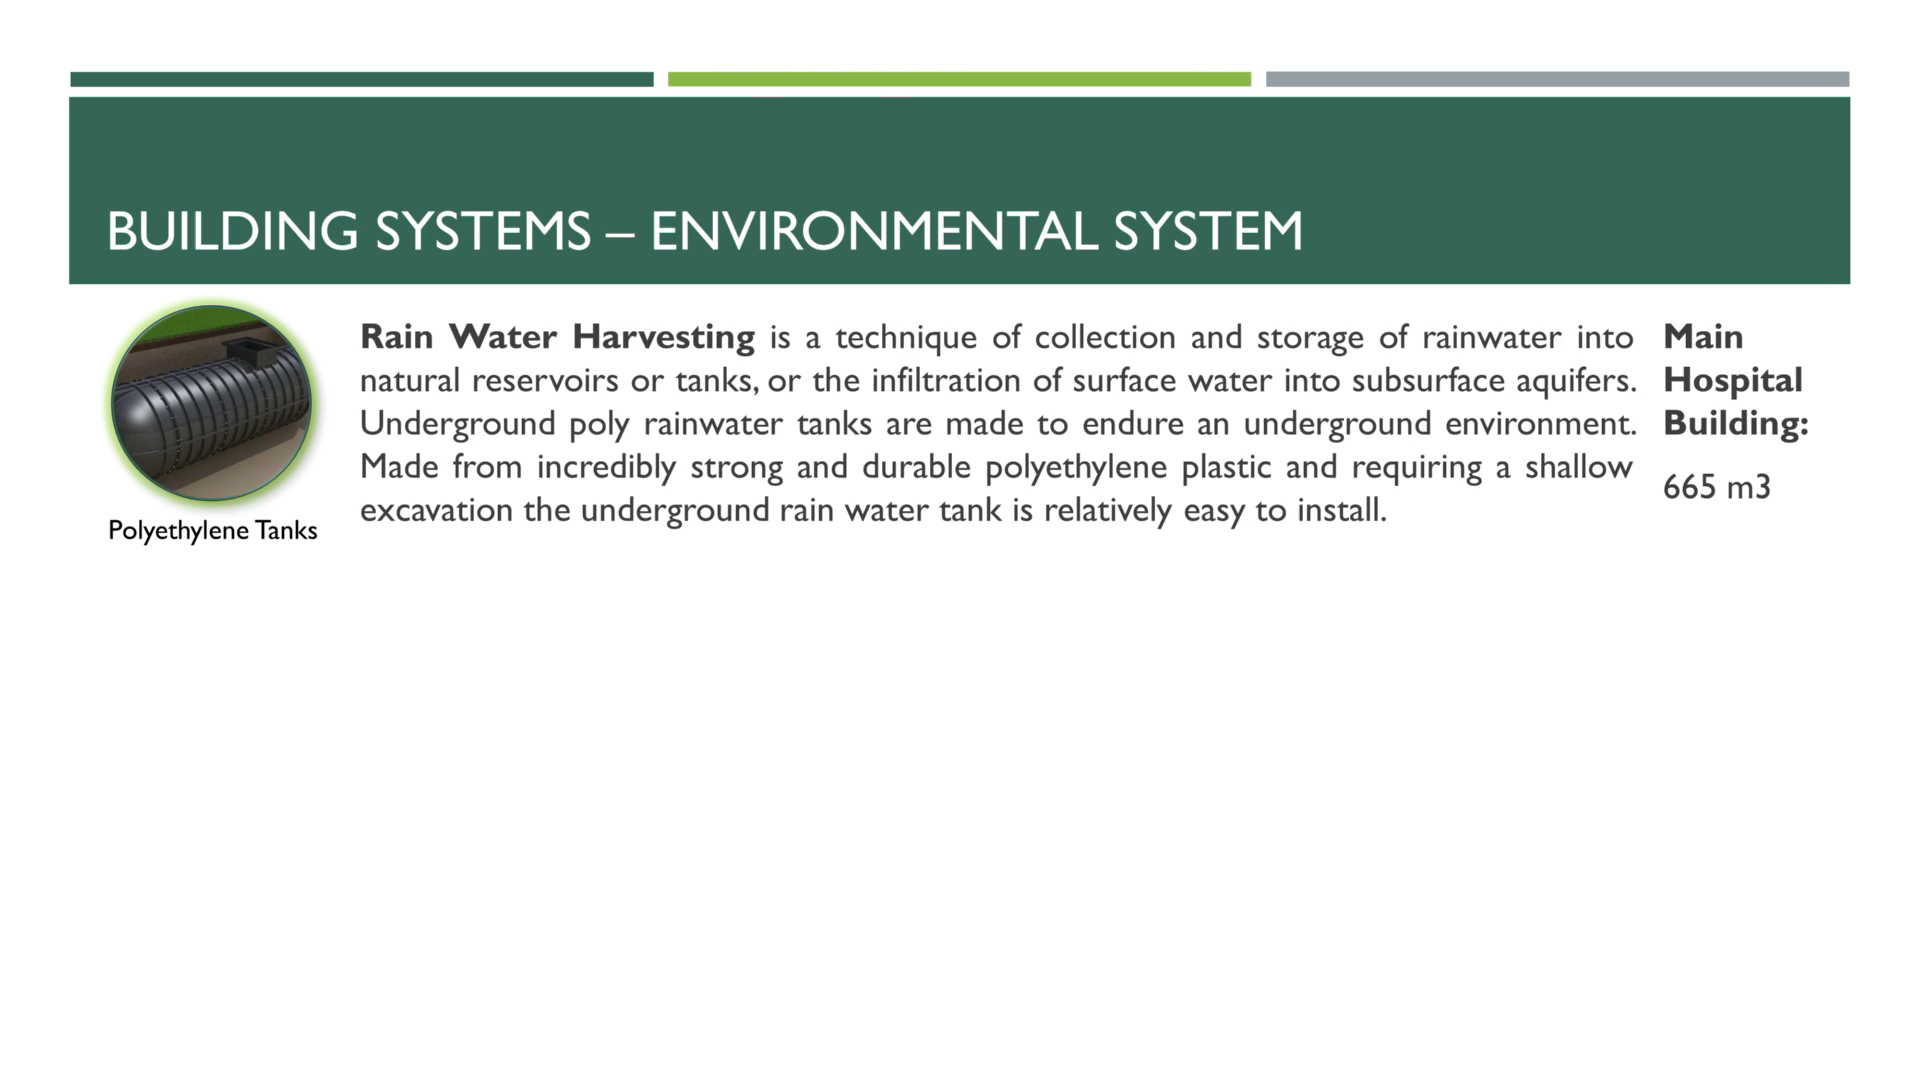 BUILDING SYSTEMS – ENVIRONMENTAL SYSTEM
Polyethylene Tanks
Rain Water Harvesting is a technique of collection and storage of rainwater into
natural reservoirs or tanks, or the infiltration of surface water into subsurface aquifers.
Underground poly rainwater tanks are made to endure an underground environment.
Made from incredibly strong and durable polyethylene plastic and requiring a shallow
excavation the underground rain water tank is relatively easy to install.
Main
Hospital
Building:
665 m3